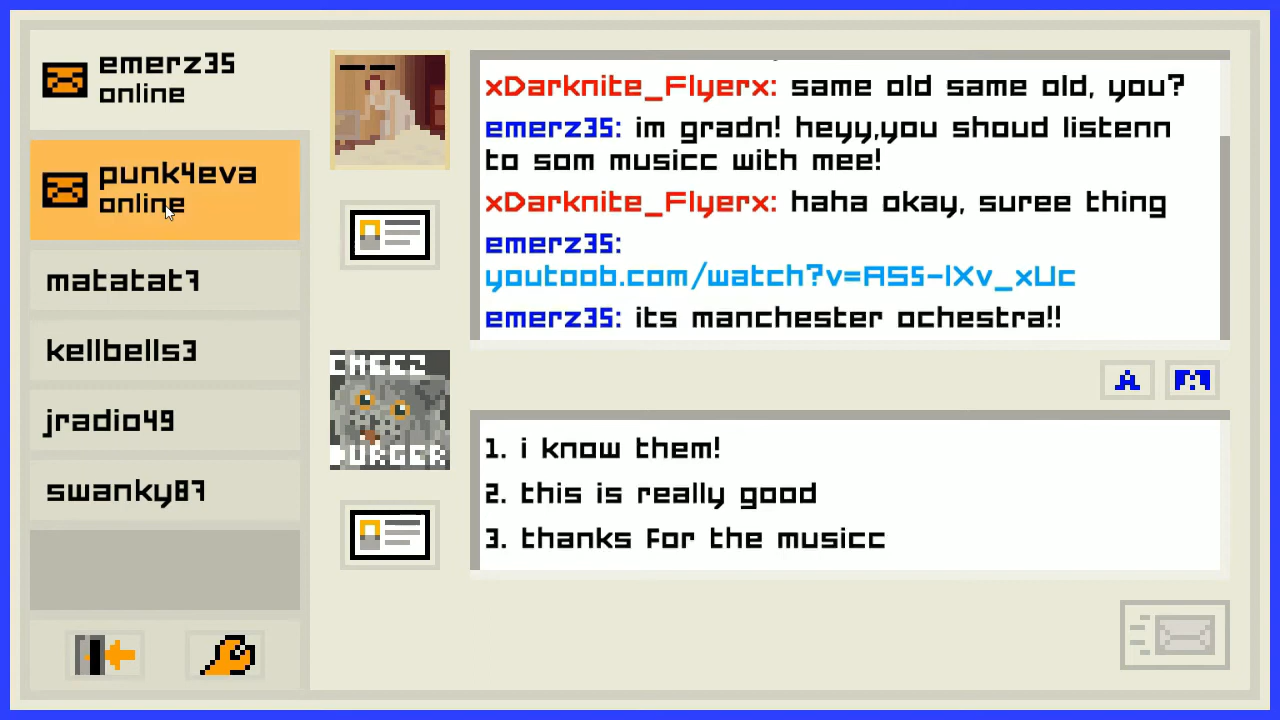 emerz35
online
punk4eva
online
matatat7
kellbells3
jradio49
swanky87
xDarknite_Flyerx: same old same old, you?
emerz35: im gradn! heyy,you shoud listenn
to som musicc with mee!
xDarknite_Flyerx: haha okay, suree thing
emerz35:
youtoob.com/watch?v=AS5-lXv_xUc
emerz35: its manchester ochestra!!
A
CHEEZ
BURGER
1. i know them!
2. this is really good
3. thanks for the musicc